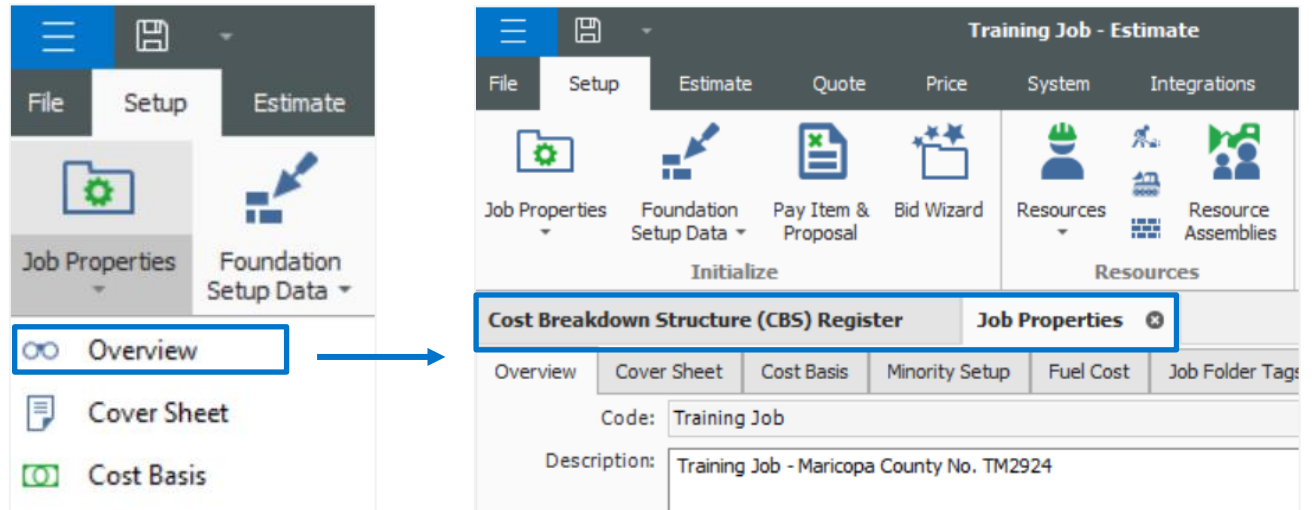 File Setup Estimate
Job Properties
Foundation
Setup Data
Overview
Cover Sheet
Cost Basis
Training Job - Estimate
File Setup Estimate Quote Price System Integrations
Job Properties
Foundation
Setup Data
Pay Item &
Proposal
Bid Wizard
Resources
Resource
Assemblies
Initialize
Resources
Cost Breakdown Structure (CBS) Register Job Properties
Overview Cover Sheet Cost Basis Minority Setup Fuel Cost Job Folder Tags
Code: Training Job
Description: Training Job - Maricopa County No. TM2924